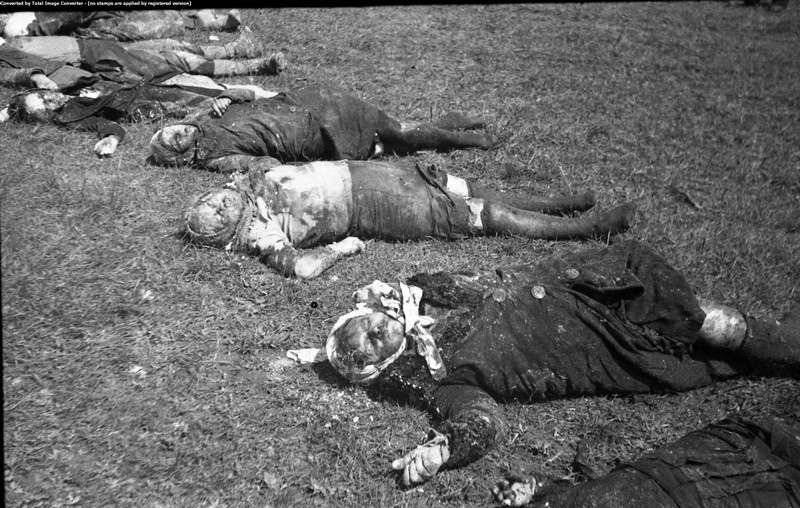 Converted by Total Image Converter - (no stamps are applied by registered version)